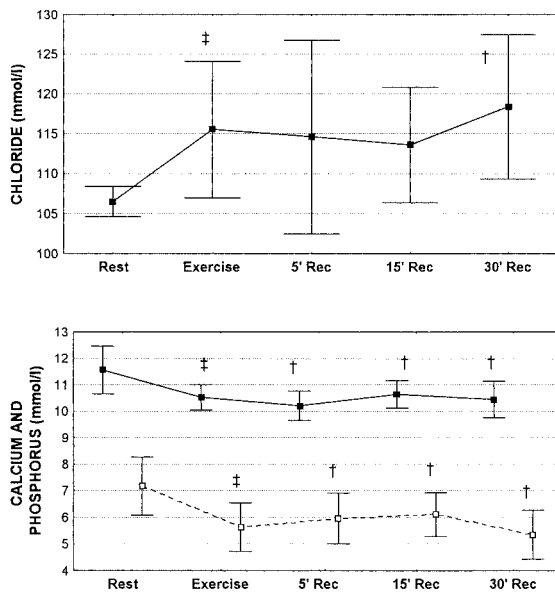 130
‡
125
†
120
CHLORIDE (mmol/l)
115
110
105
100
Rest Exercise 5' Rec 15' Rec 30' Rec
13
12
‡ † † †
11
10
9
CALCIUM AND
PHOSPHORUS (mmol/l)
8
‡ † † †
7
6
5
4
Rest Exercise 5' Rec 15' Rec 30' Rec